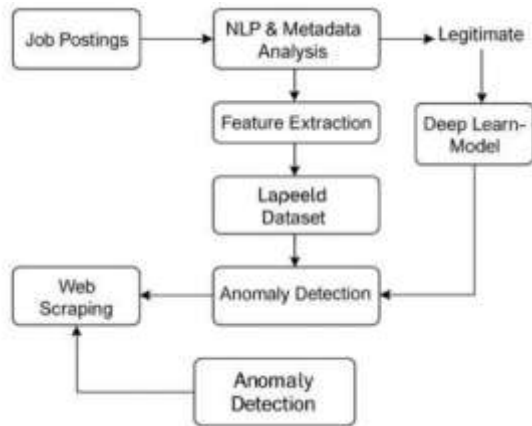 Job Postings
NLP & Metadata
Analysis
Legitimate
Feature Extraction
Deep Learn-
Model
Lapeeld
Dataset
Web
Scraping
Anomaly Detection
Anomaly
Detection